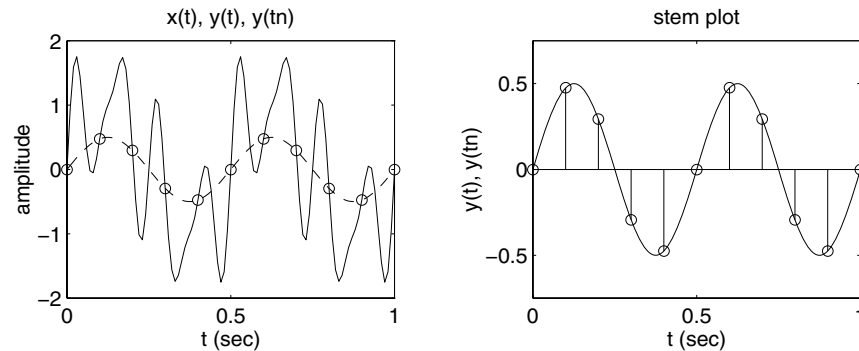 x(t), y(t), y(tn)
2
1
0
−1
−2
amplitude
0
0.5
1
t (sec)
stem plot
0.5
0
−0.5
y(t), y(tn)
0
0.5
1
t (sec)